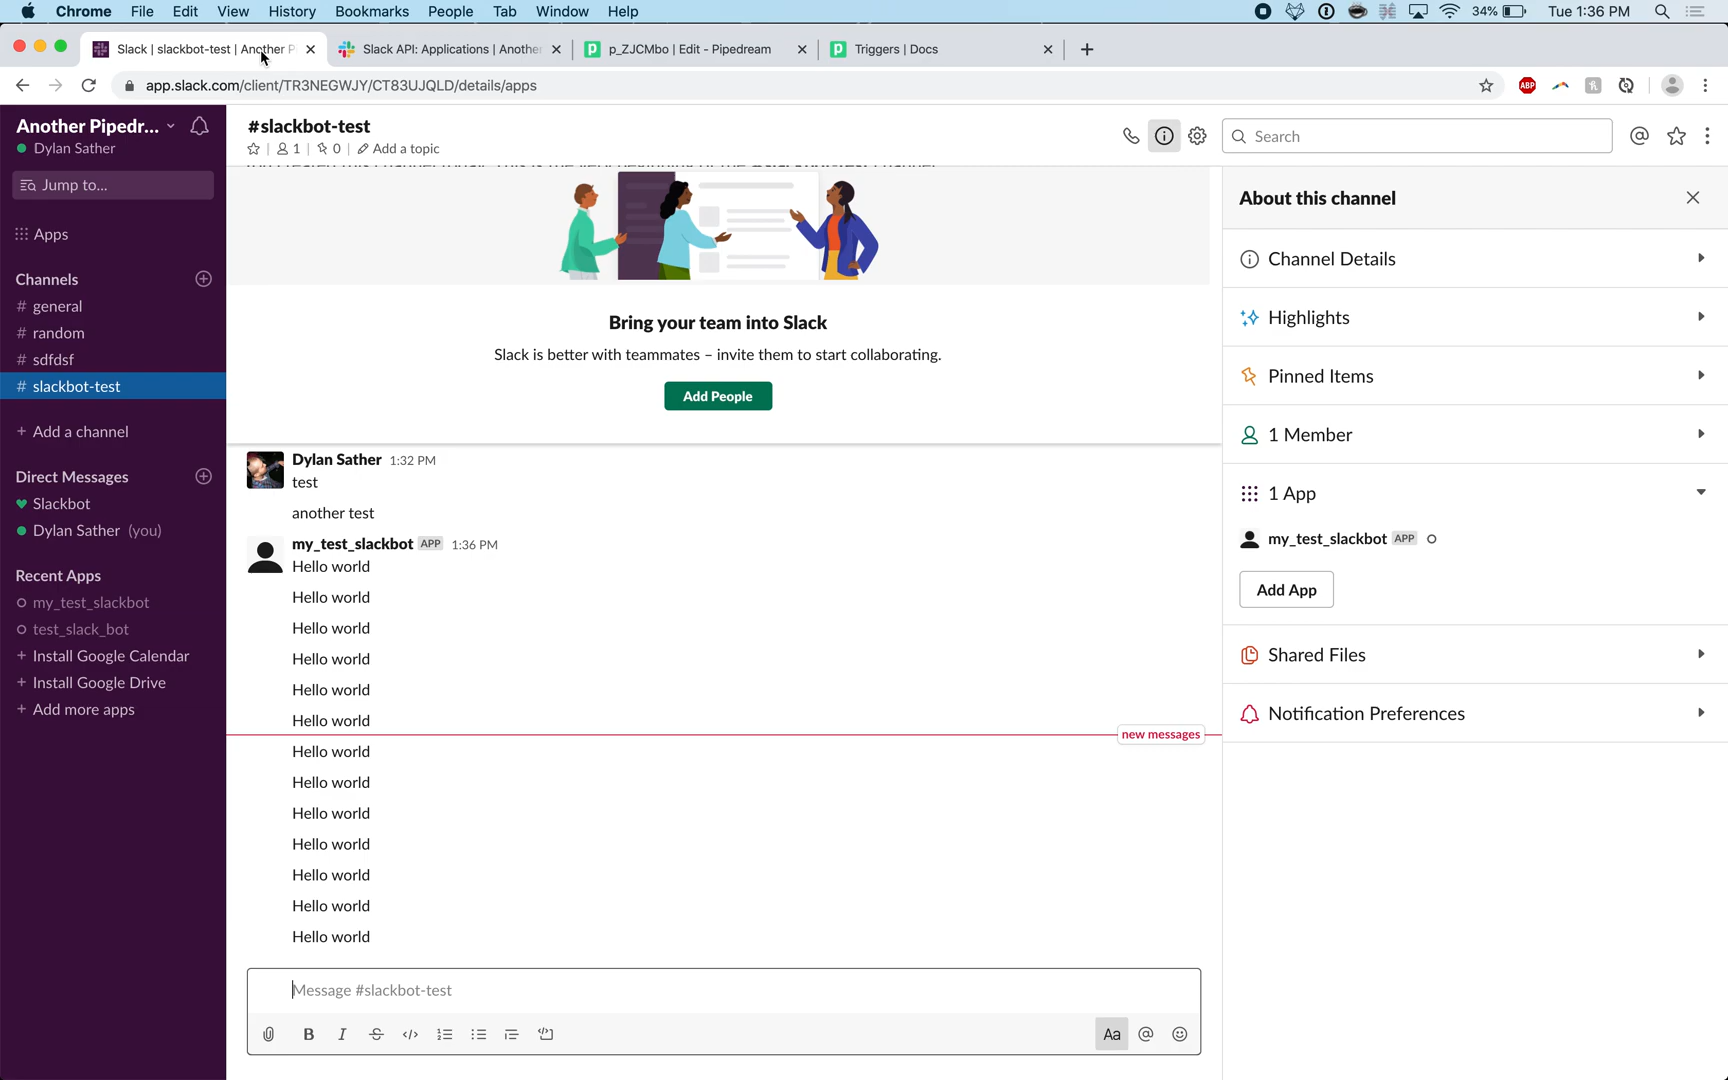 Chrome File Edit View History Bookmarks People Tab Window Help 34% Tue 1:36 PM
Slack | slackbot-test | Another P Slack API: Applications | Another p_ZJCMbo | Edit - Pipedream Triggers | Docs
app.slack.com/client/TR3NEGWJY/CT83UJQLD/details/apps ABP
Another Pipedr...
Dylan Sather
Jump to...
Apps
Channels
# general
# random
# sdfdsf
# slackbot-test
+ Add a channel
Direct Messages
Slackbot
Dylan Sather (you)
Recent Apps
my_test_slackbot
test_slack_bot
+ Install Google Calendar
+ Install Google Drive
+ Add more apps
#slackbot-test
1 | 0 | Add a topic
Search
Bring your team into Slack
Slack is better with teammates – invite them to start collaborating.
Add People
Dylan Sather 1:32 PM
test
another test
my_test_slackbot APP 1:36 PM
Hello world
Hello world
Hello world
Hello world
Hello world
Hello world
new messages
Hello world
Hello world
Hello world
Hello world
Hello world
Hello world
Hello world
Message #slackbot-test
B I S </> Aa @
About this channel
Channel Details
Highlights
Pinned Items
1 Member
1 App
my_test_slackbot APP
Add App
Shared Files
Notification Preferences